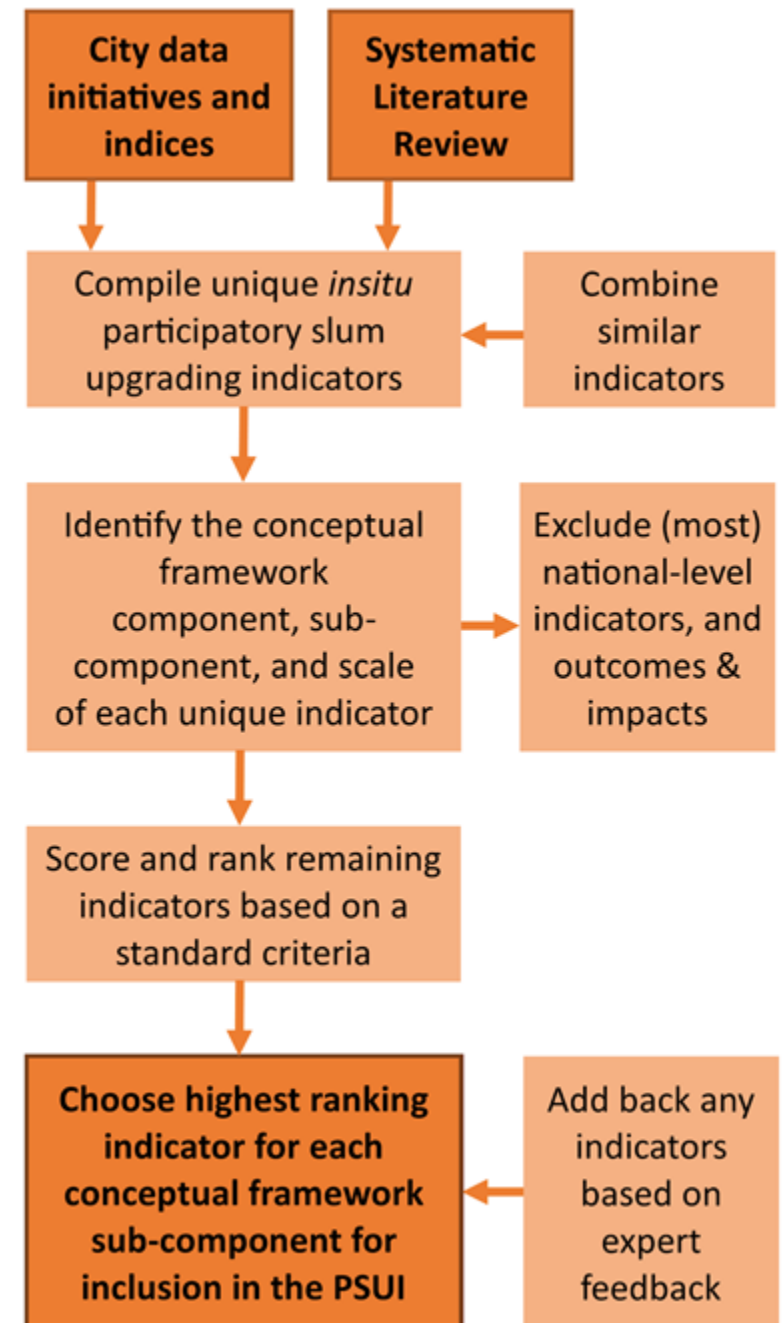 City data
initiatives and
indices
Systematic
Literature
Review
Compile unique insitu
participatory slum
upgrading indicators
Combine
similar
indicators
Identify the conceptual
framework
component, sub-
component, and scale
of each unique indicator
Exclude (most)
national-level
indicators, and
outcomes &
impacts
Score and rank remaining
indicators based on a
standard criteria
Choose highest ranking
indicator for each
conceptual framework
sub-component for
inclusion in the PSUI
Add back any
indicators
based on
expert
feedback